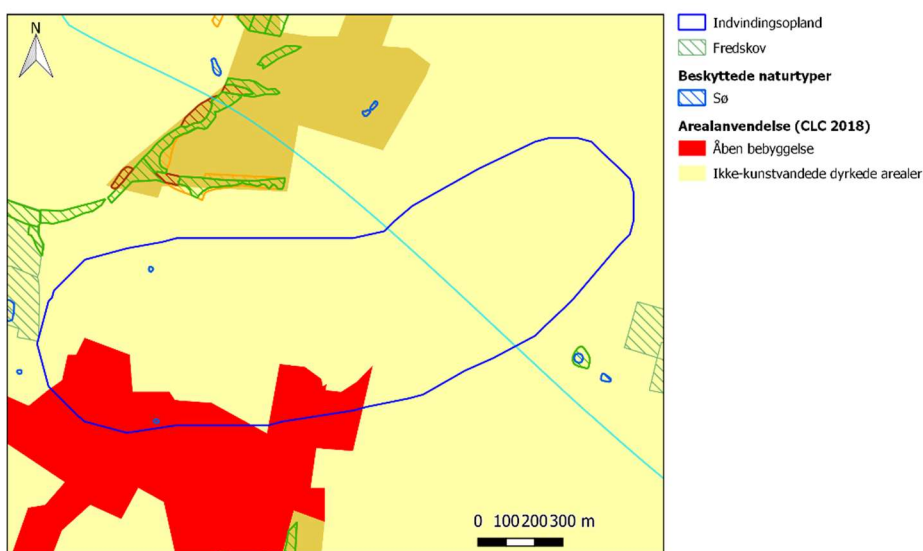 N
Indvindingsopland
Fredskov
Beskyttede naturtyper
Sø
Arealanvendelse (CLC 2018)
Åben bebyggelse
Ikke-kunstvandede dyrkede arealer
0 100200300 m